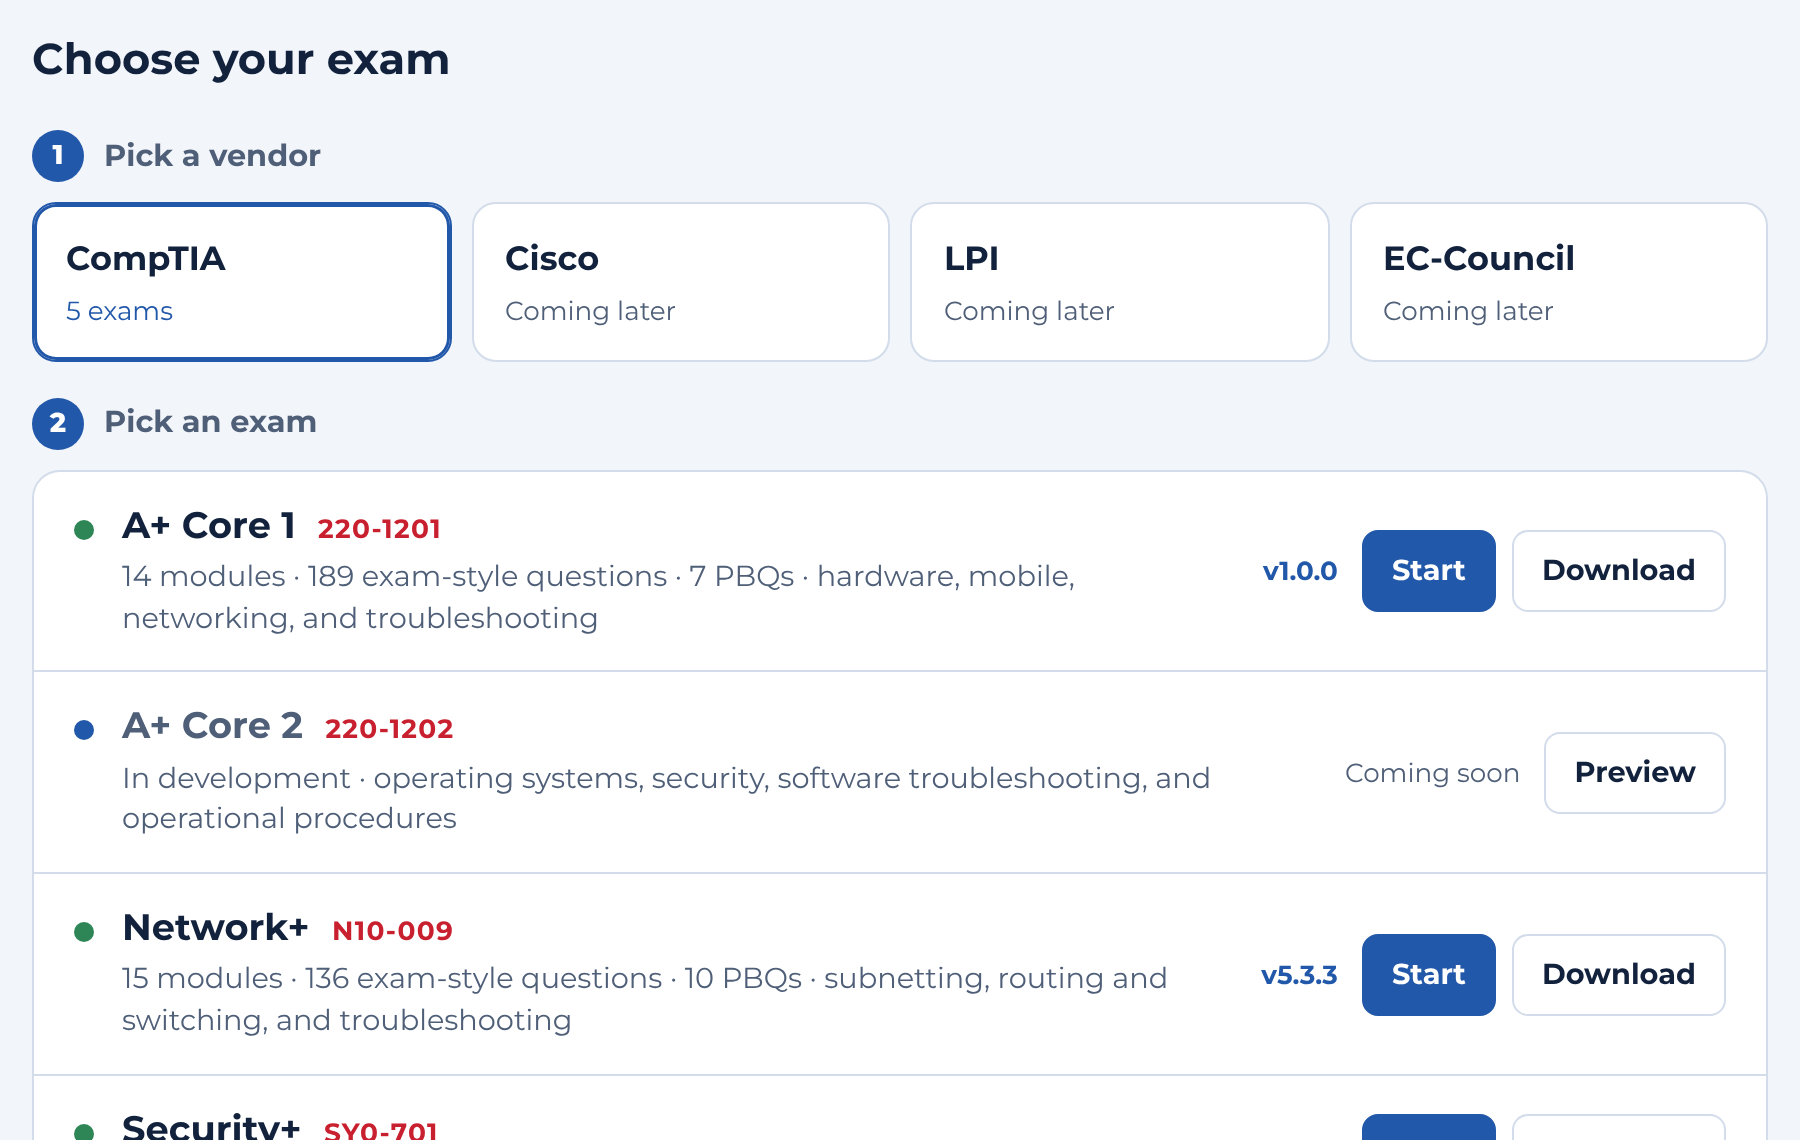 Choose your exam
1 Pick a vendor
CompTIA
5 exams
Cisco
Coming later
LPI
Coming later
EC-Council
Coming later
2 Pick an exam
A+ Core 1 220-1201
14 modules · 189 exam-style questions · 7 PBQs · hardware, mobile,
networking, and troubleshooting
v1.0.0 Start Download
A+ Core 2 220-1202
In development · operating systems, security, software troubleshooting, and
operational procedures
Coming soon Preview
Network+ N10-009
15 modules · 136 exam-style questions · 10 PBQs · subnetting, routing and
switching, and troubleshooting
v5.3.3 Start Download
Security+ SY0-701